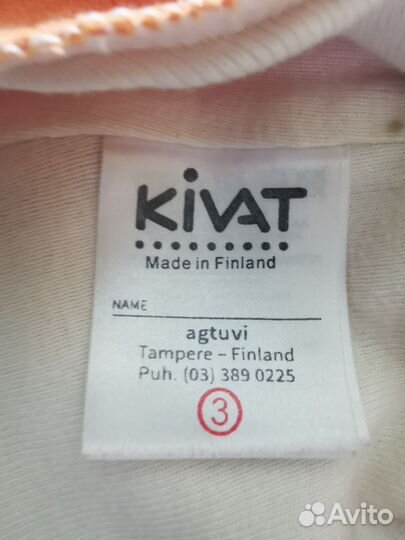 KiVAT
Made in Finland
NAME
agtuvi
Tampere – Finland
Puh. (03) 389 0225
3
Avito